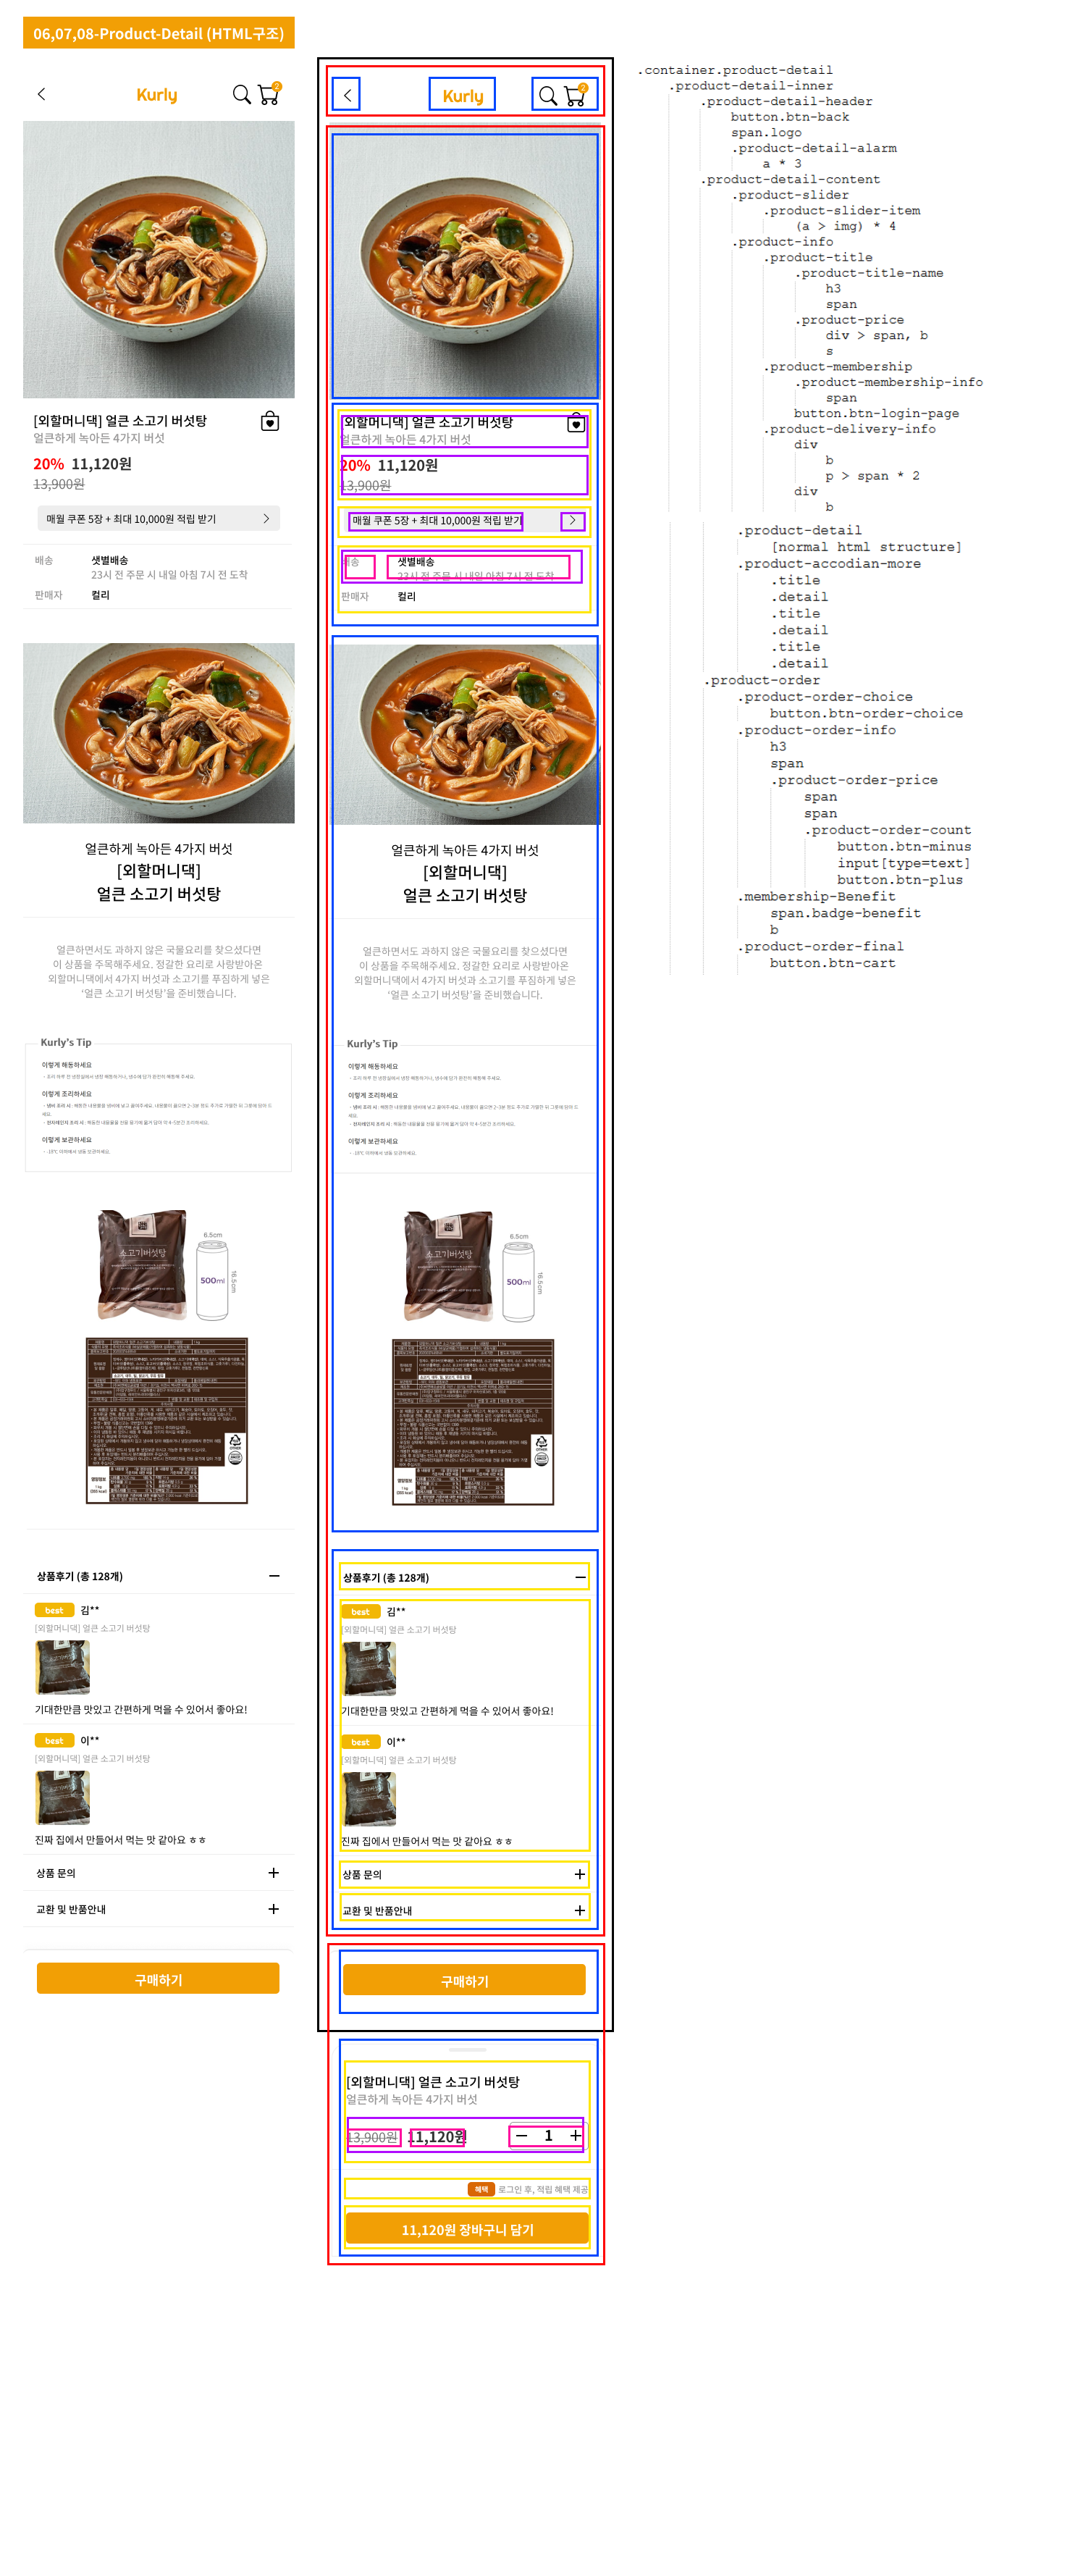 06,07,08-Product-Detail (HTML구조)
Kurly
2
[외할머니댁] 얼큰 소고기 버섯탕
얼큰하게 녹아든 4가지 버섯
20% 11,120원
13,900원
매월 쿠폰 5장 + 최대 10,000원 적립 받기
배송 샛별배송
23시 전 주문 시 내일 아침 7시 전 도착
판매자 컬리
얼큰하게 녹아든 4가지 버섯
[외할머니댁]
얼큰 소고기 버섯탕
얼큰하면서도 과하지 않은 국물요리를 찾으셨다면
이 상품을 주목해주세요. 정갈한 요리로 사랑받아온
외할머니댁에서 4가지 버섯과 소고기를 푸짐하게 넣은
‘얼큰 소고기 버섯탕’을 준비했습니다.
Kurly's Tip
이렇게 해동하세요
이렇게 조리하세요
이렇게 보관하세요
소고기버섯탕
6.5cm
500ml
16.5cm
상품후기 (총 128개)
best 김**
[외할머니댁] 얼큰 소고기 버섯탕
기대한만큼 맛있고 간편하게 먹을 수 있어서 좋아요!
best 이**
[외할머니댁] 얼큰 소고기 버섯탕
진짜 집에서 만들어서 먹는 맛 같아요 ㅎㅎ
상품 문의
교환 및 반품안내
구매하기
Kurly
2
[외할머니댁] 얼큰 소고기 버섯탕
얼큰하게 녹아든 4가지 버섯
20% 11,120원
13,900원
매월 쿠폰 5장 + 최대 10,000원 적립 받기
배송 샛별배송
23시 전 주문 시 내일 아침 7시 전 도착
판매자 컬리
얼큰하게 녹아든 4가지 버섯
[외할머니댁]
얼큰 소고기 버섯탕
얼큰하면서도 과하지 않은 국물요리를 찾으셨다면
이 상품을 주목해주세요. 정갈한 요리로 사랑받아온
외할머니댁에서 4가지 버섯과 소고기를 푸짐하게 넣은
‘얼큰 소고기 버섯탕’을 준비했습니다.
Kurly's Tip
이렇게 해동하세요
이렇게 조리하세요
이렇게 보관하세요
소고기버섯탕
6.5cm
500ml
16.5cm
상품후기 (총 128개)
best 김**
[외할머니댁] 얼큰 소고기 버섯탕
기대한만큼 맛있고 간편하게 먹을 수 있어서 좋아요!
best 이**
[외할머니댁] 얼큰 소고기 버섯탕
진짜 집에서 만들어서 먹는 맛 같아요 ㅎㅎ
상품 문의
교환 및 반품안내
구매하기
[외할머니댁] 얼큰 소고기 버섯탕
얼큰하게 녹아든 4가지 버섯
13,900원 11,120원 1
혜택 로그인 후, 적립 혜택 제공
11,120원 장바구니 담기
.container.product-detail
.product-detail-inner
.product-detail-header
button.btn-back
span.logo
.product-detail-alarm
a * 3
.product-detail-content
.product-slider
.product-slider-item
(a > img) * 4
.product-info
.product-title
.product-title-name
h3
span
.product-price
div > span, b
s
.product-membership
.product-membership-info
span
button.btn-login-page
.product-delivery-info
div
b
p > span * 2
div
b
.product-detail
[normal html structure]
.product-accodian-more
.title
.detail
.title
.detail
.title
.detail
.product-order
.product-order-choice
button.btn-order-choice
.product-order-info
h3
span
.product-order-price
span
span
.product-order-count
button.btn-minus
input[type=text]
button.btn-plus
.membership-Benefit
span.badge-benefit
b
.product-order-final
button.btn-cart